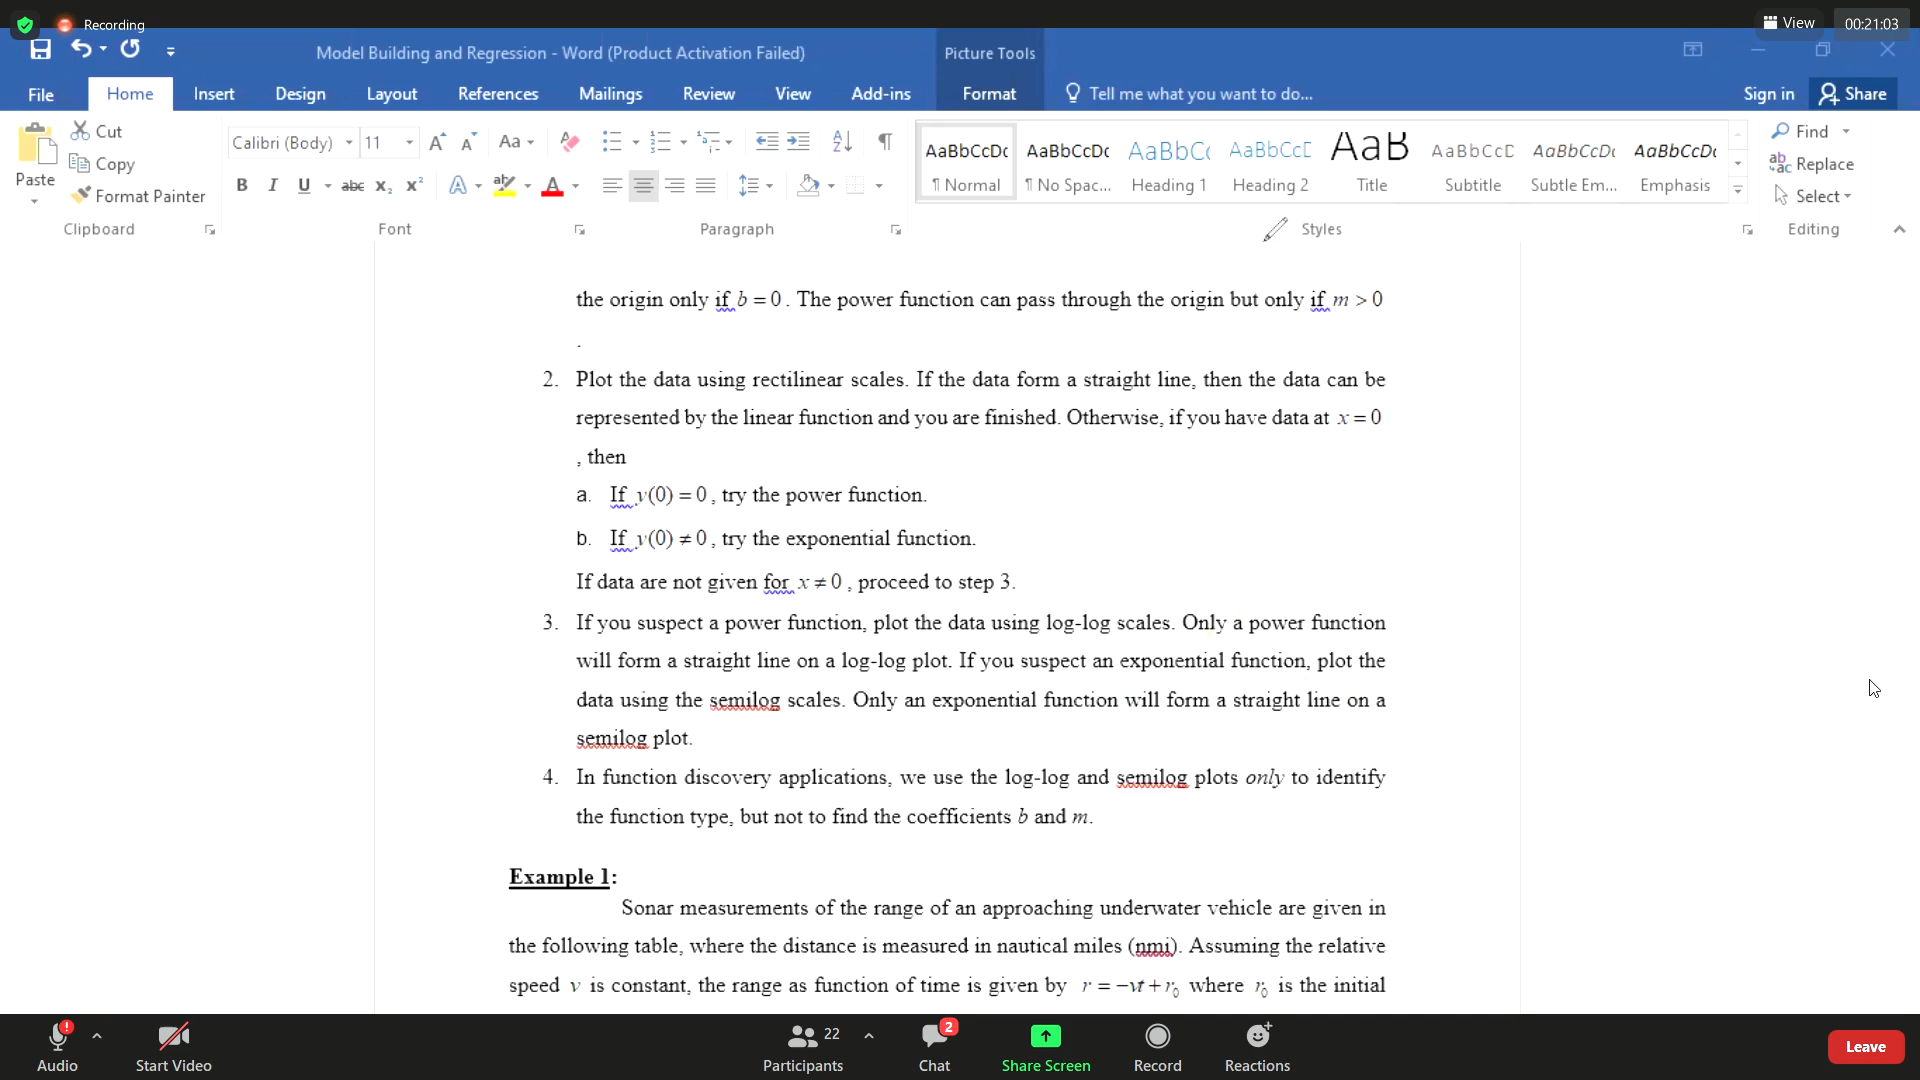 Recording
View
00:21:03
Model Building and Regression - Word (Product Activation Failed)
Picture Tools
File
Home
Insert
Design
Layout
References
Mailings
Review
View
Add-ins
Format
Tell me what you want to do...
Sign in
Share
Paste
Cut
Copy
Format Painter
Clipboard
Calibri (Body)
11
Font
Paragraph
AaBbCcDc
¶ Normal
AaBbCcDc
¶ No Spac...
AaBbC(
Heading 1
AaBbCcE
Heading 2
AaB
Title
AaBbCcD
Subtitle
AaBbCcDc
Subtle Em...
AaBbCcDc
Emphasis
Styles
Find
Replace
Select
Editing
the origin only if b = 0 . The power function can pass through the origin but only if m > 0
.
2. Plot the data using rectilinear scales. If the data form a straight line, then the data can be
represented by the linear function and you are finished. Otherwise, if you have data at x = 0
, then
a. If y(0) = 0 , try the power function.
b. If y(0) ≠ 0 , try the exponential function.
If data are not given for x ≠ 0 , proceed to step 3.
3. If you suspect a power function, plot the data using log-log scales. Only a power function
will form a straight line on a log-log plot. If you suspect an exponential function, plot the
data using the semilog scales. Only an exponential function will form a straight line on a
semilog plot.
4. In function discovery applications, we use the log-log and semilog plots only to identify
the function type, but not to find the coefficients b and m.
Example 1:
Sonar measurements of the range of an approaching underwater vehicle are given in
the following table, where the distance is measured in nautical miles (nmi). Assuming the relative
speed v is constant, the range as function of time is given by r = −vt + r₀ where r₀ is the initial
Audio
Start Video
Participants
22
Chat
2
Share Screen
Record
Reactions
Leave